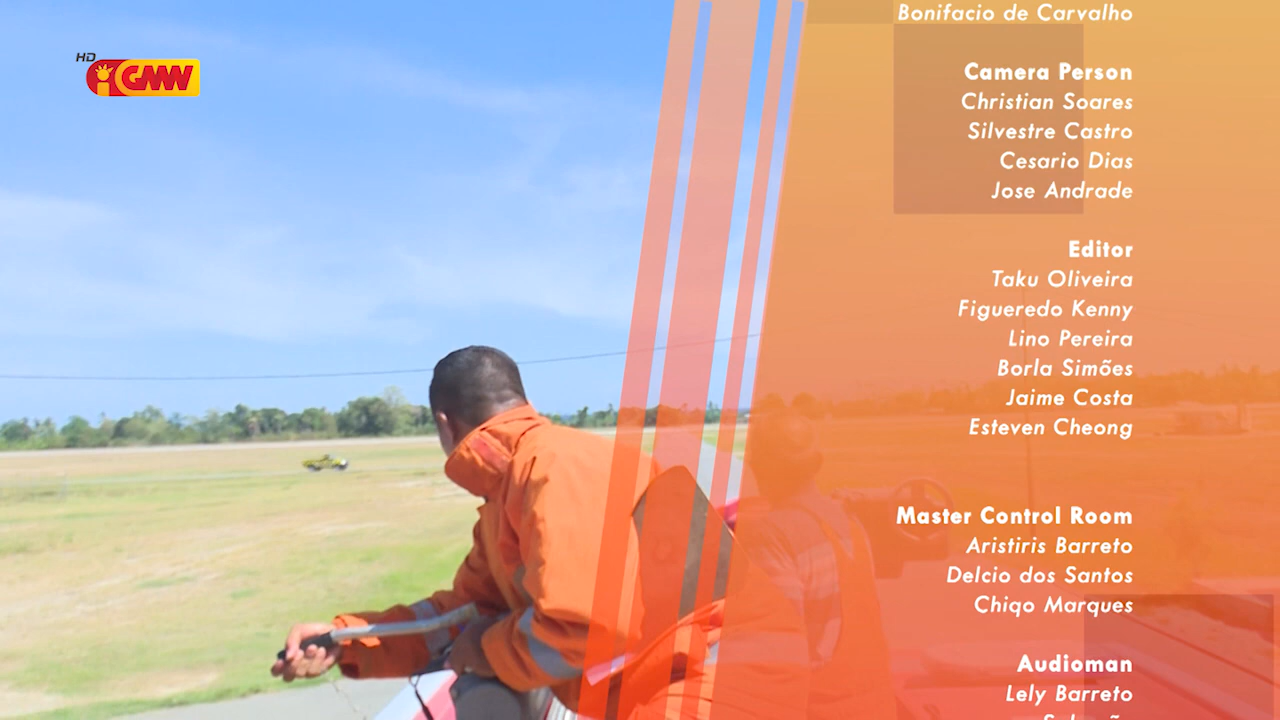 HD
GMN
Bonifacio de Carvalho
Camera Person
Christian Soares
Silvestre Castro
Cesario Dias
Jose Andrade
Editor
Taku Oliveira
Figueredo Kenny
Lino Pereira
Borla Simões
Jaime Costa
Esteven Cheong
Master Control Room
Aristiris Barreto
Delcio dos Santos
Chiqo Marques
Audioman
Lely Barreto